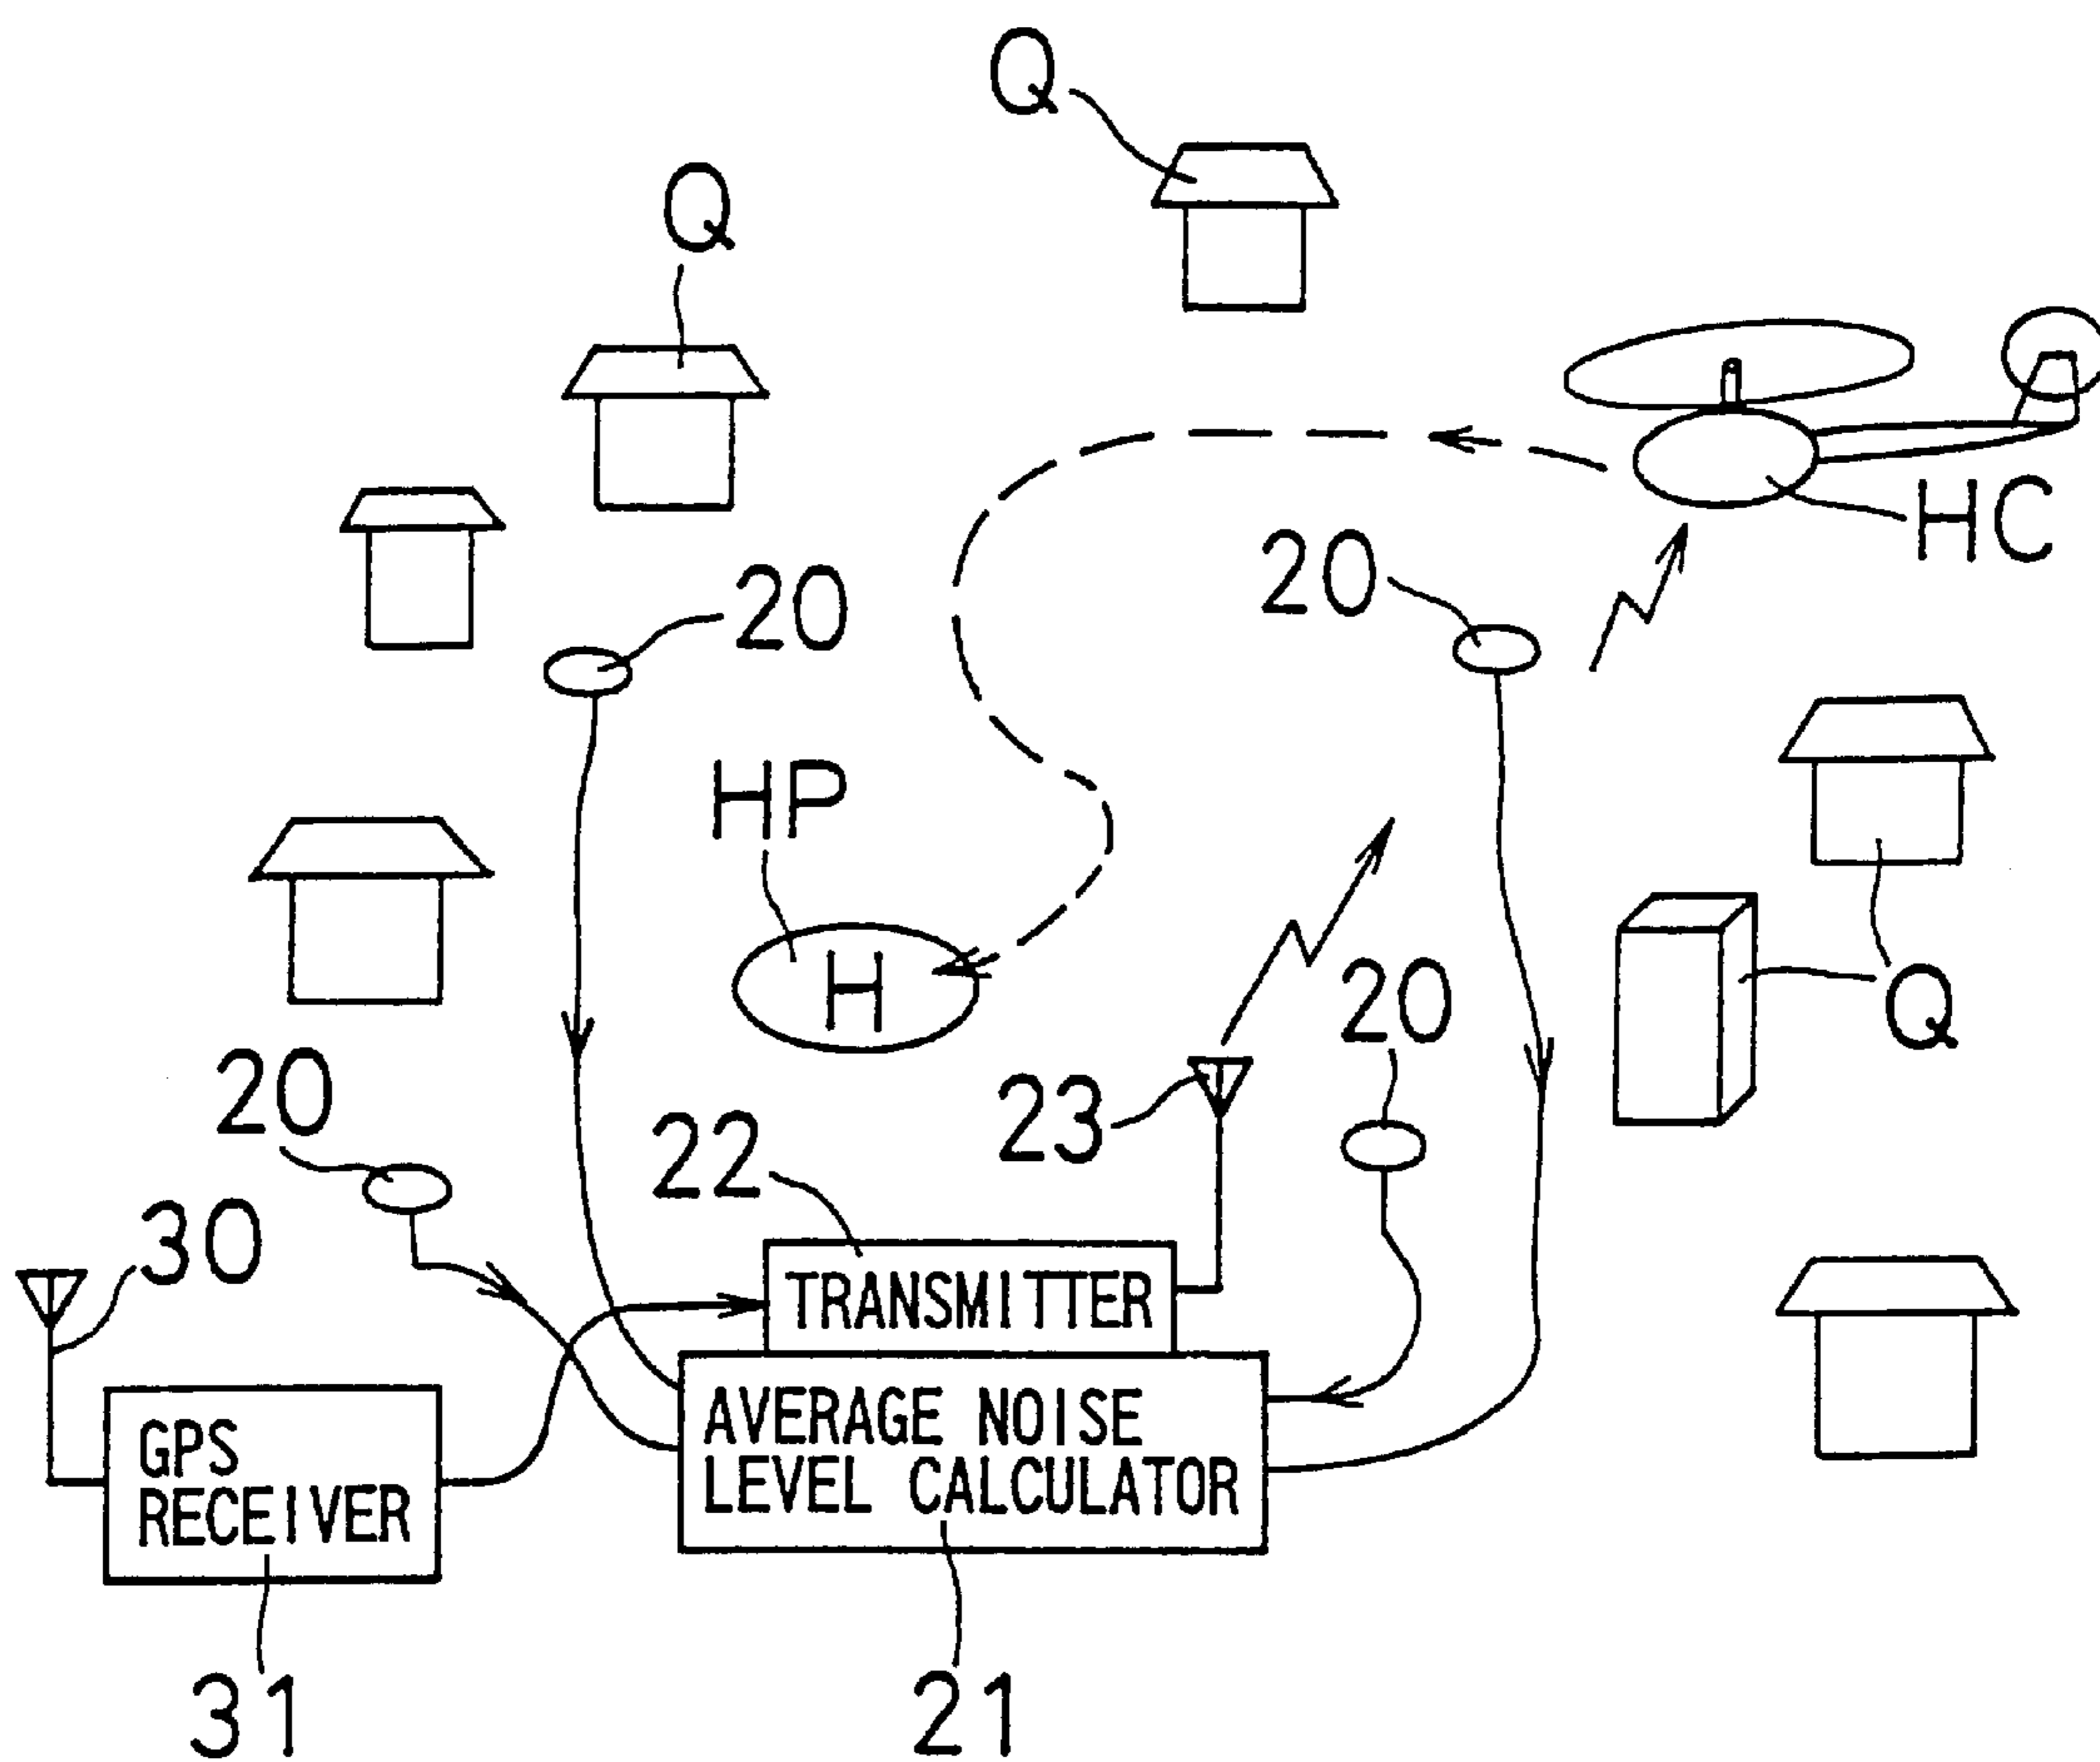 Q
Q
HC
20
20
HP
H
20
Q
20
23
22
30
TRANSMITTER
AVERAGE NOISE
LEVEL CALCULATOR
GPS
RECEIVER
31
21